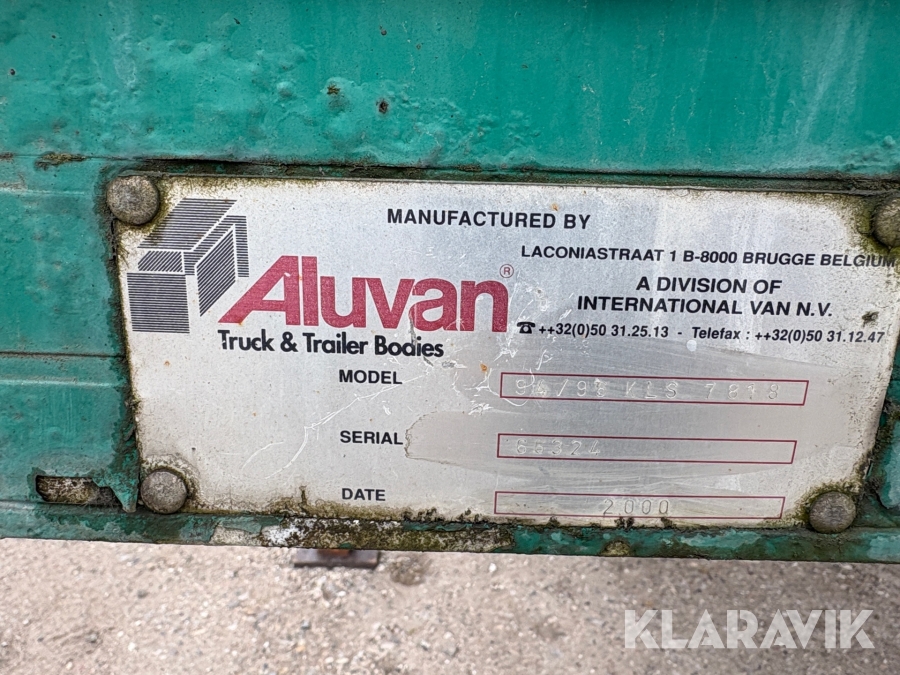 MANUFACTURED BY
LACONIASTRAAT 1 B-8000 BRUGGE BELGIUM
Aluvan®
A DIVISION OF
INTERNATIONAL VAN N.V.
☎ ++32(0)50 31.25.13 - Telefax : ++32(0)50 31.12.47
Truck & Trailer Bodies
MODEL
SERIAL 66324
DATE 2000
KLARAVIK